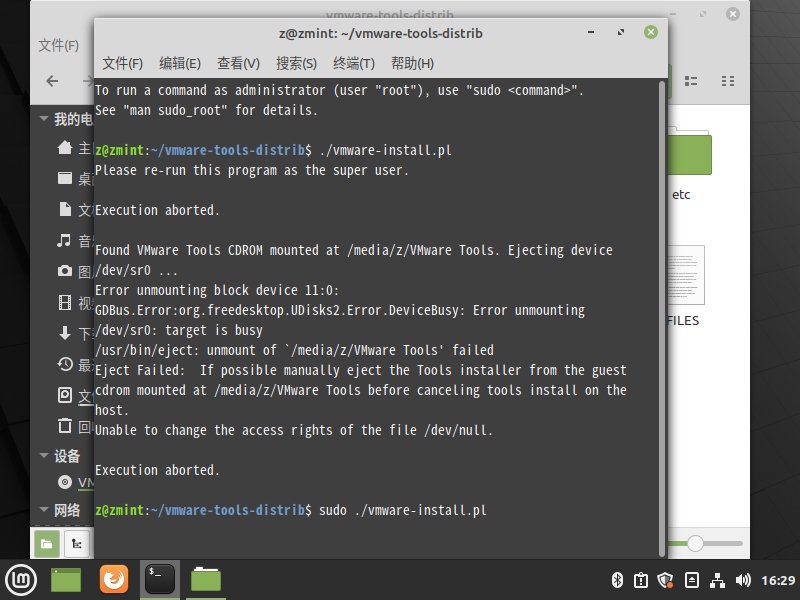 vmware-tools-distrib
z@zmint: ~/vmware-tools-distrib
文件(F)
文件(F) 编辑(E) 查看(V) 搜索(S) 终端(T) 帮助(H)
To run a command as administrator (user "root"), use "sudo <command>".
See "man sudo_root" for details.
我的电
主
z@zmint:~/vmware-tools-distrib$ ./vmware-install.pl
Please re-run this program as the super user.
桌
etc
文
Execution aborted.
音
Found VMware Tools CDROM mounted at /media/z/VMware Tools. Ejecting device
/dev/sr0 ...
图
Error unmounting block device 11:0:
视
GDBus.Error:org.freedesktop.UDisks2.Error.DeviceBusy: Error unmounting
FILES
/dev/sr0: target is busy
下
/usr/bin/eject: unmount of `/media/z/VMware Tools' failed
最
Eject Failed:  If possible manually eject the Tools installer from the guest
cdrom mounted at /media/z/VMware Tools before canceling tools install on the
文
host.
回
Unable to change the access rights of the file /dev/null.
设备
Execution aborted.
VM
网络
z@zmint:~/vmware-tools-distrib$ sudo ./vmware-install.pl
16:29